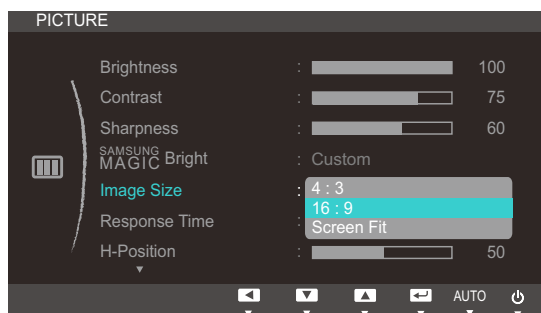 PICTURE
Brightness : 100
Contrast : 75
Sharpness : 60
SAMSUNG MAGIC Bright : Custom
Image Size : 4 : 3
16 : 9
Response Time : Screen Fit
H-Position : 50
AUTO